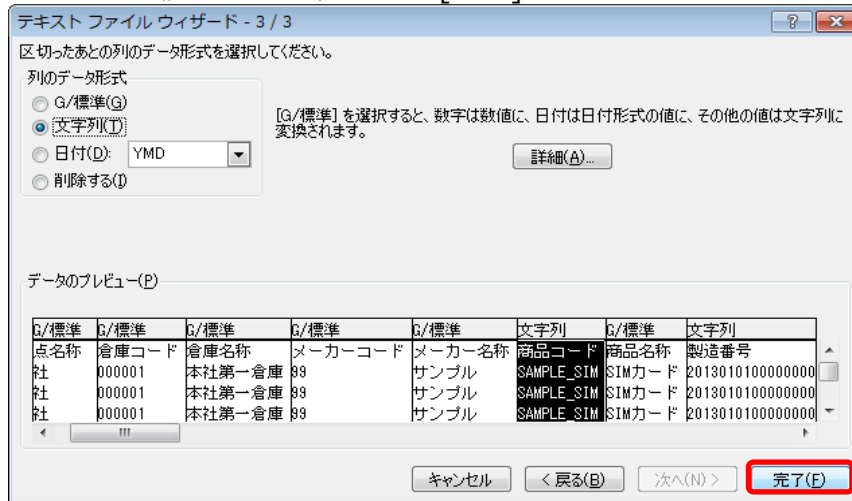 テキスト ファイル ウィザード - 3 / 3
区切ったあとの列のデータ形式を選択してください。
列のデータ形式
G/標準(G)
文字列(T)
日付(D): YMD
削除する(I)
[G/標準] を選択すると、数字は数値に、日付は日付形式の値に、その他の値は文字列に
変換されます。
詳細(A)...
データのプレビュー(P)
G/標準 G/標準 G/標準 G/標準 G/標準 文字列 G/標準 文字列
点名称 倉庫コード 倉庫名称 メーカーコード メーカー名称 商品コード 商品名称 製造番号
社 000001 本社第一倉庫 99 サンプル SAMPLE_SIM SIMカード 20130101000000000
社 000001 本社第一倉庫 99 サンプル SAMPLE_SIM SIMカード 20130101000000000
社 000001 本社第一倉庫 99 サンプル SAMPLE_SIM SIMカード 20130101000000000
キャンセル < 戻る(B) 次へ(N) > 完了(F)